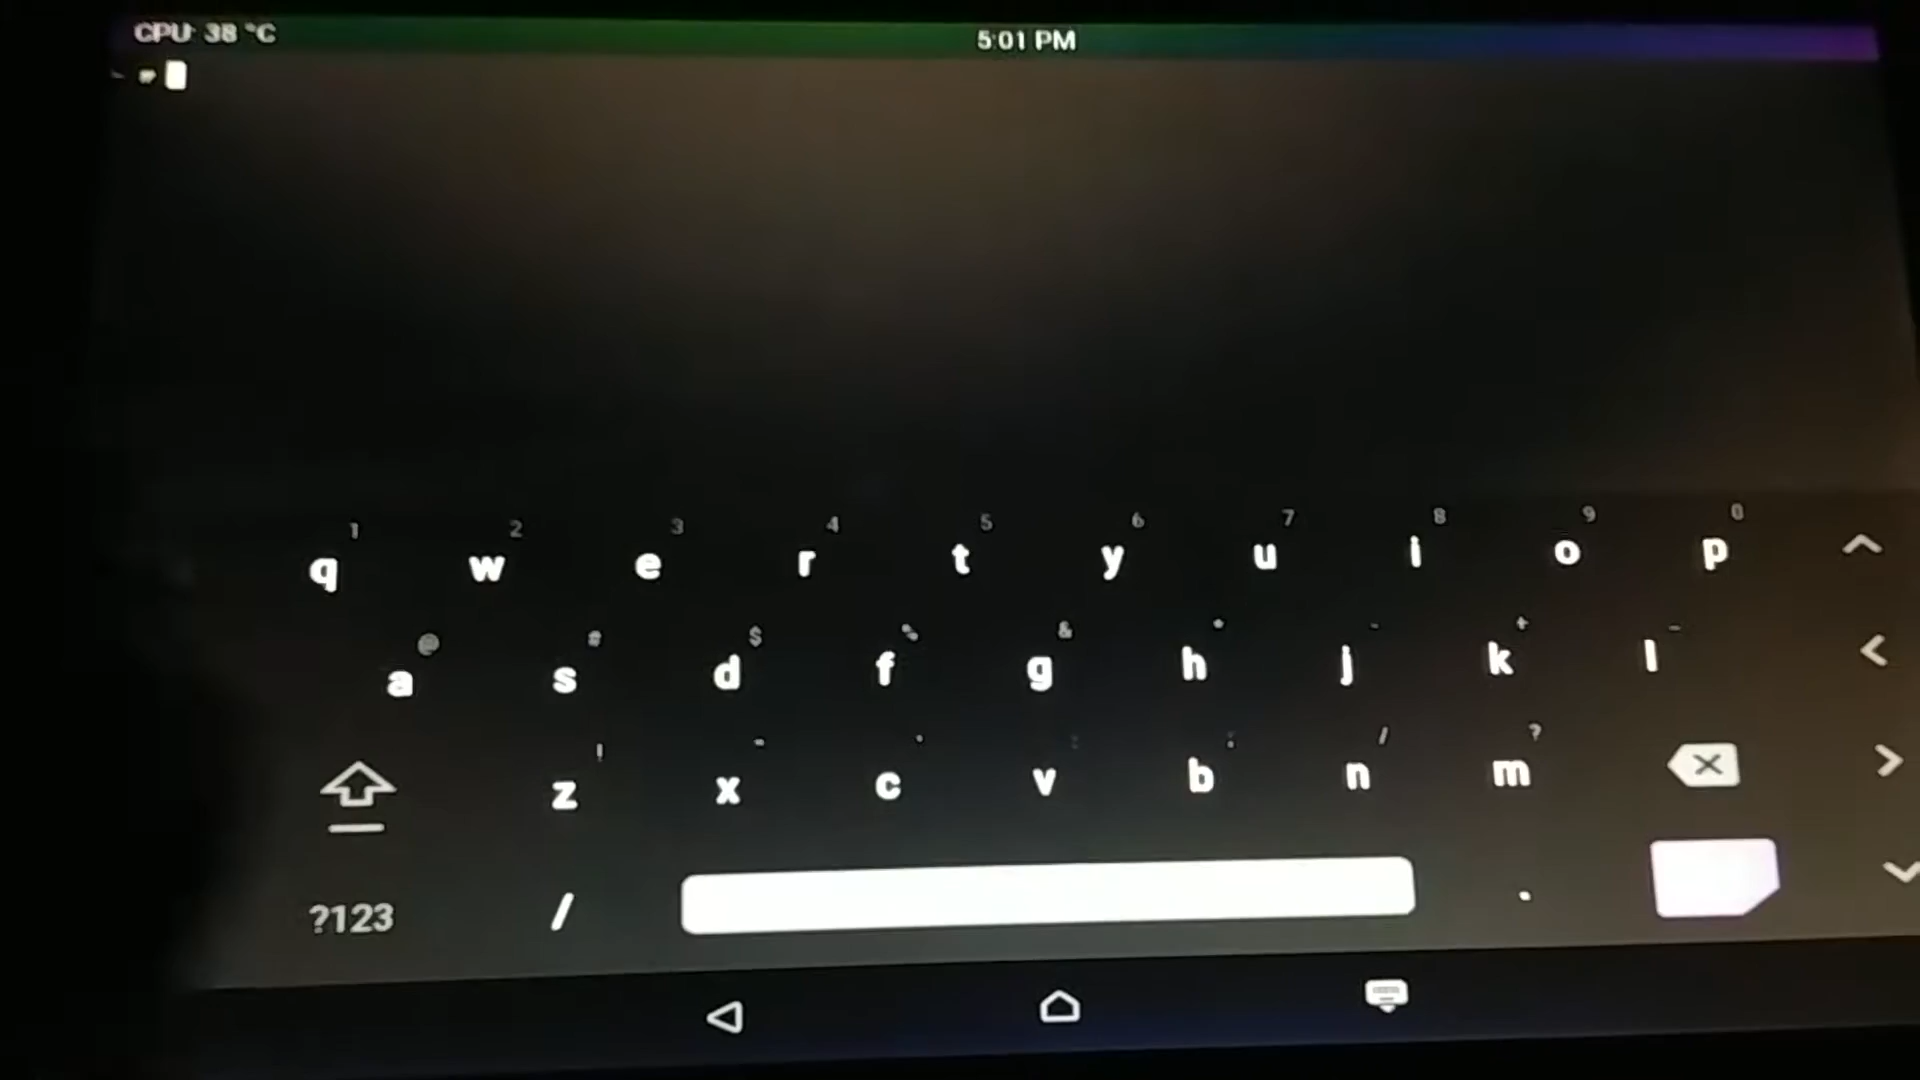 CPU: 38 °C 5:01 PM
1 2 3 4 5 6 7 8 9 0
q w e r t y u i o p
@ # $ % & * - + -
a s d f g h j k l
! / ?
z x c v b n m
?123 / .